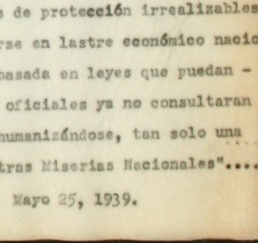 s de protección irrealizables
rse en lastre económico nacio
basada en leyes que puedan -
oficiales ya no consultaran
humanizándose, tan solo una
tras Miserias Nacionales"....
Mayo 25, 1939.